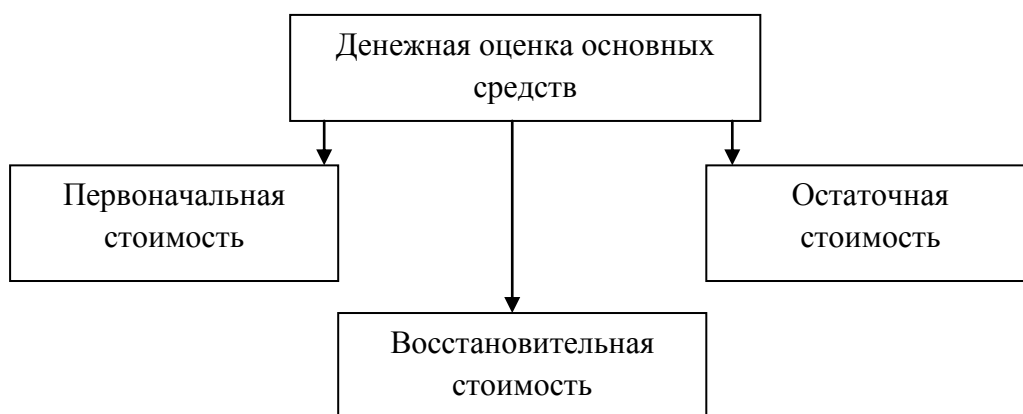 Денежная оценка основных
средств
Первоначальная
стоимость
Остаточная
стоимость
Восстановительная
стоимость